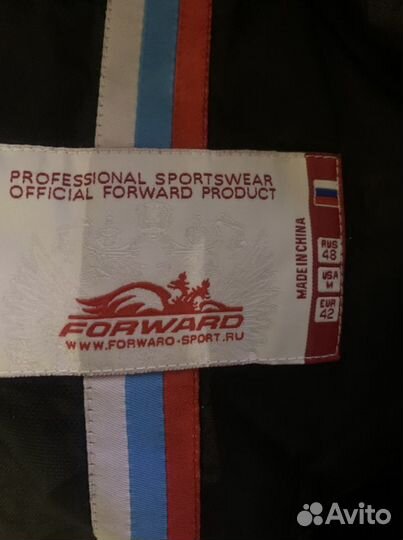 PROFESSIONAL SPORTSWEAR
OFFICIAL FORWARD PRODUCT
FORWARD
WWW.FORWARD-SPORT.RU
MADE IN CHINA
RUS
48
USA
M
EUR
42
Avito